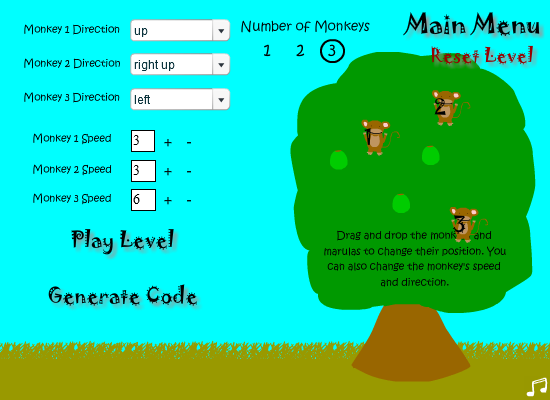 Monkey 1 Direction up
Monkey 2 Direction right up
Monkey 3 Direction left
Monkey 1 Speed 3 + -
Monkey 2 Speed 3 + -
Monkey 3 Speed 6 + -
Play Level
Generate Code
Number of Monkeys
1 2 3
Main Menu
Reset Level
2
1
3
Drag and drop the and
marulas to change their position. You
can also change the monkey's speed
and direction.